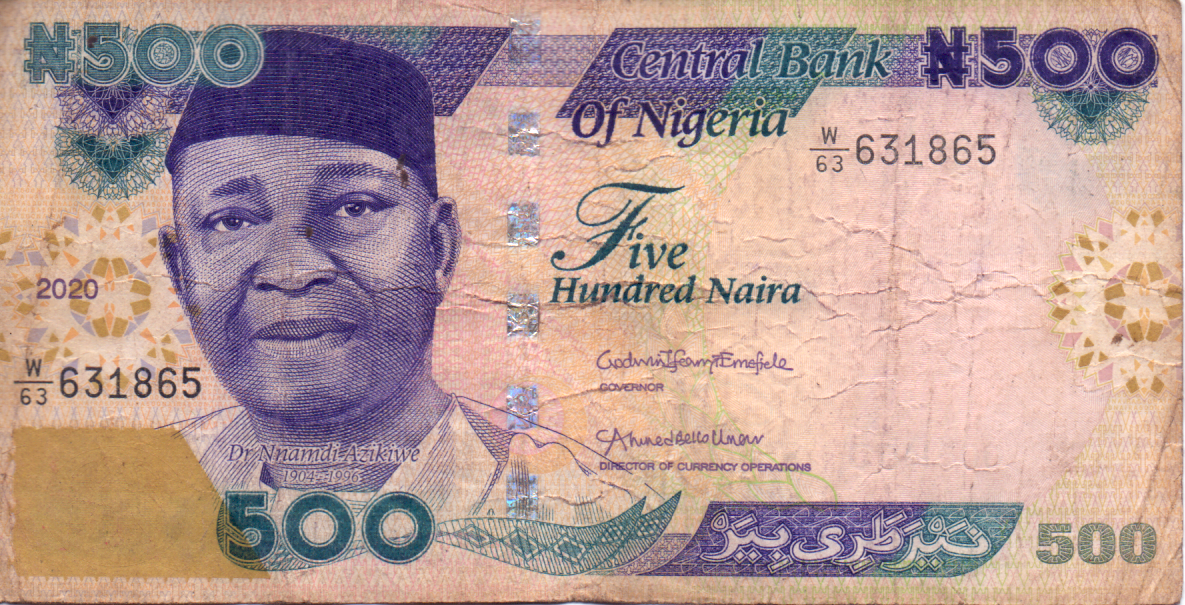 ₦500
Central Bank
Of Nigeria
₦500
W/63 631865
Five
Hundred Naira
2020
W/63 631865
Godwin Ifeanyi Emefiele
GOVERNOR
Ahmed Bello Umar
DIRECTOR OF CURRENCY OPERATIONS
Dr Nnamdi Azikiwe
1904 - 1996
500
نَيْرَ طَرِى بِيَرْ
500